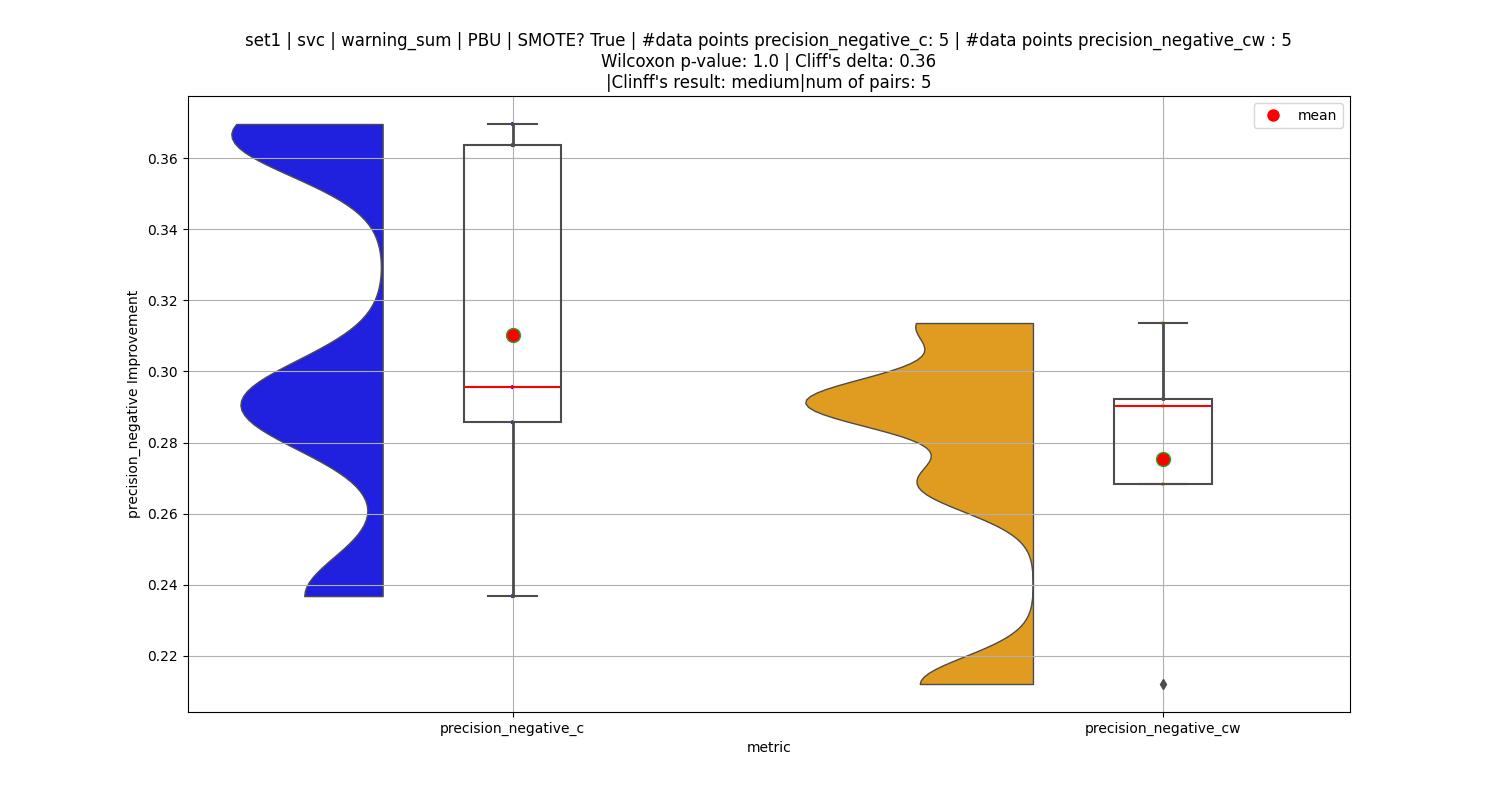 set1 | svc | warning_sum | PBU | SMOTE? True | #data points precision_negative_c: 5 | #data points precision_negative_cw : 5
Wilcoxon p-value: 1.0 | Cliff's delta: 0.36
|Clinff's result: medium|num of pairs: 5
mean
0.36
0.34
0.32
0.30
0.28
0.26
0.24
0.22
precision_negative Improvement
precision_negative_c
precision_negative_cw
metric